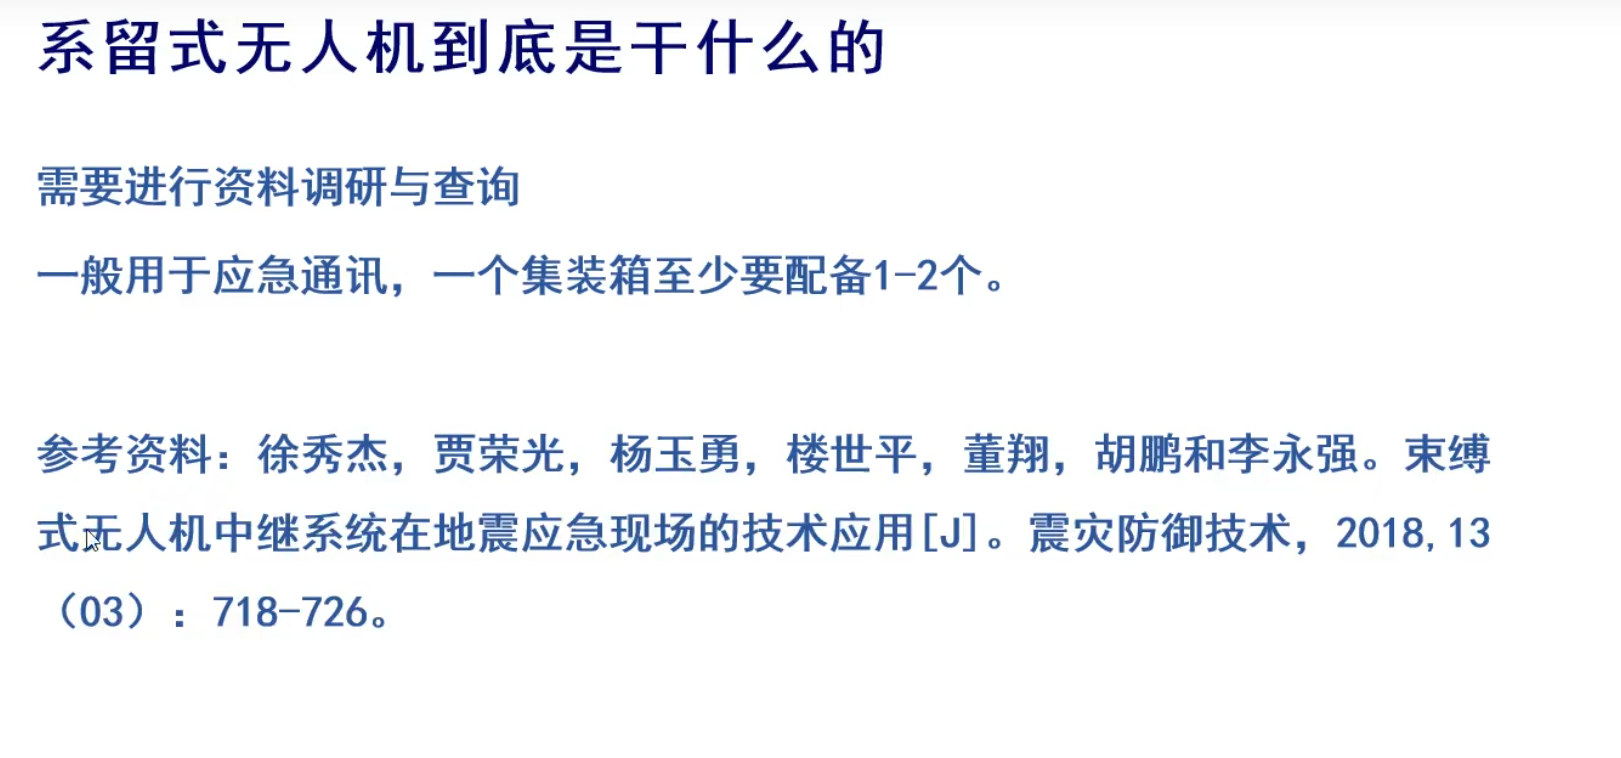 系留式无人机到底是干什么的
需要进行资料调研与查询
一般用于应急通讯，一个集装箱至少要配备1-2个。
参考资料：徐秀杰，贾荣光，杨玉勇，楼世平，董翔，胡鹏和李永强。束缚
式无人机中继系统在地震应急现场的技术应用[J]。震灾防御技术，2018,13
（03）：718-726。